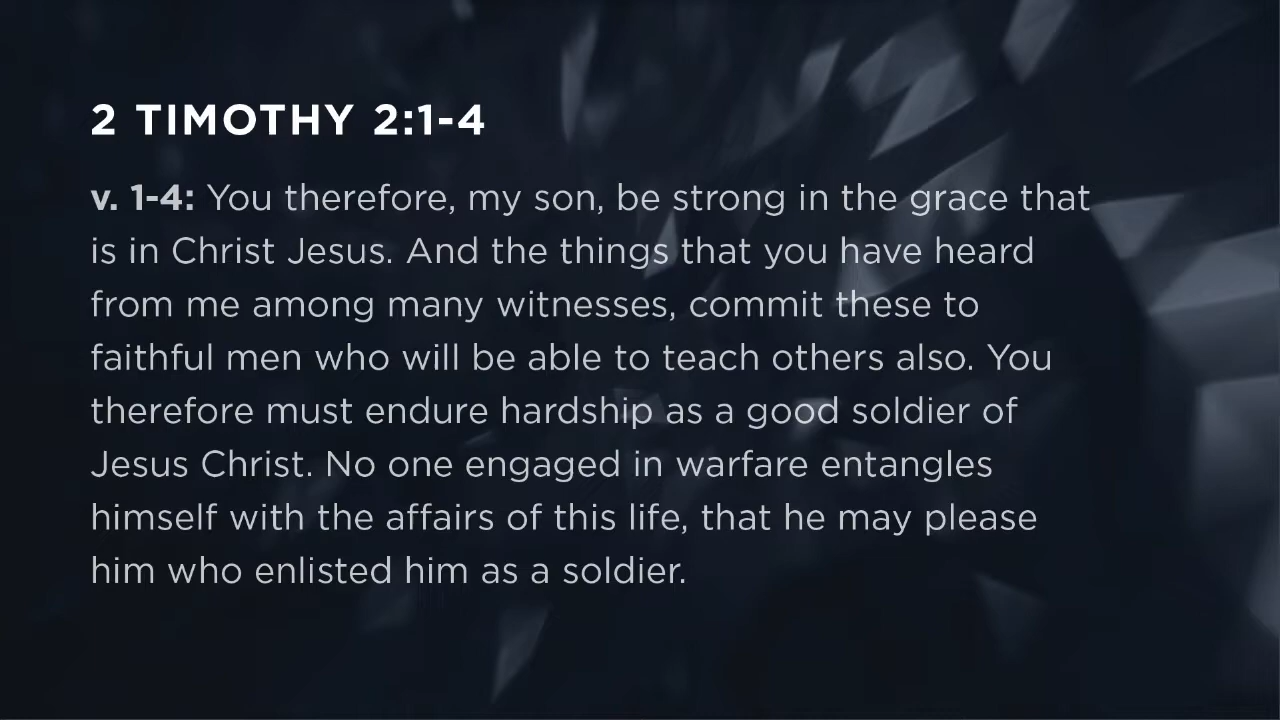 2 TIMOTHY 2:1-4
v. 1-4: You therefore, my son, be strong in the grace that
is in Christ Jesus. And the things that you have heard
from me among many witnesses, commit these to
faithful men who will be able to teach others also. You
therefore must endure hardship as a good soldier of
Jesus Christ. No one engaged in warfare entangles
himself with the affairs of this life, that he may please
him who enlisted him as a soldier.